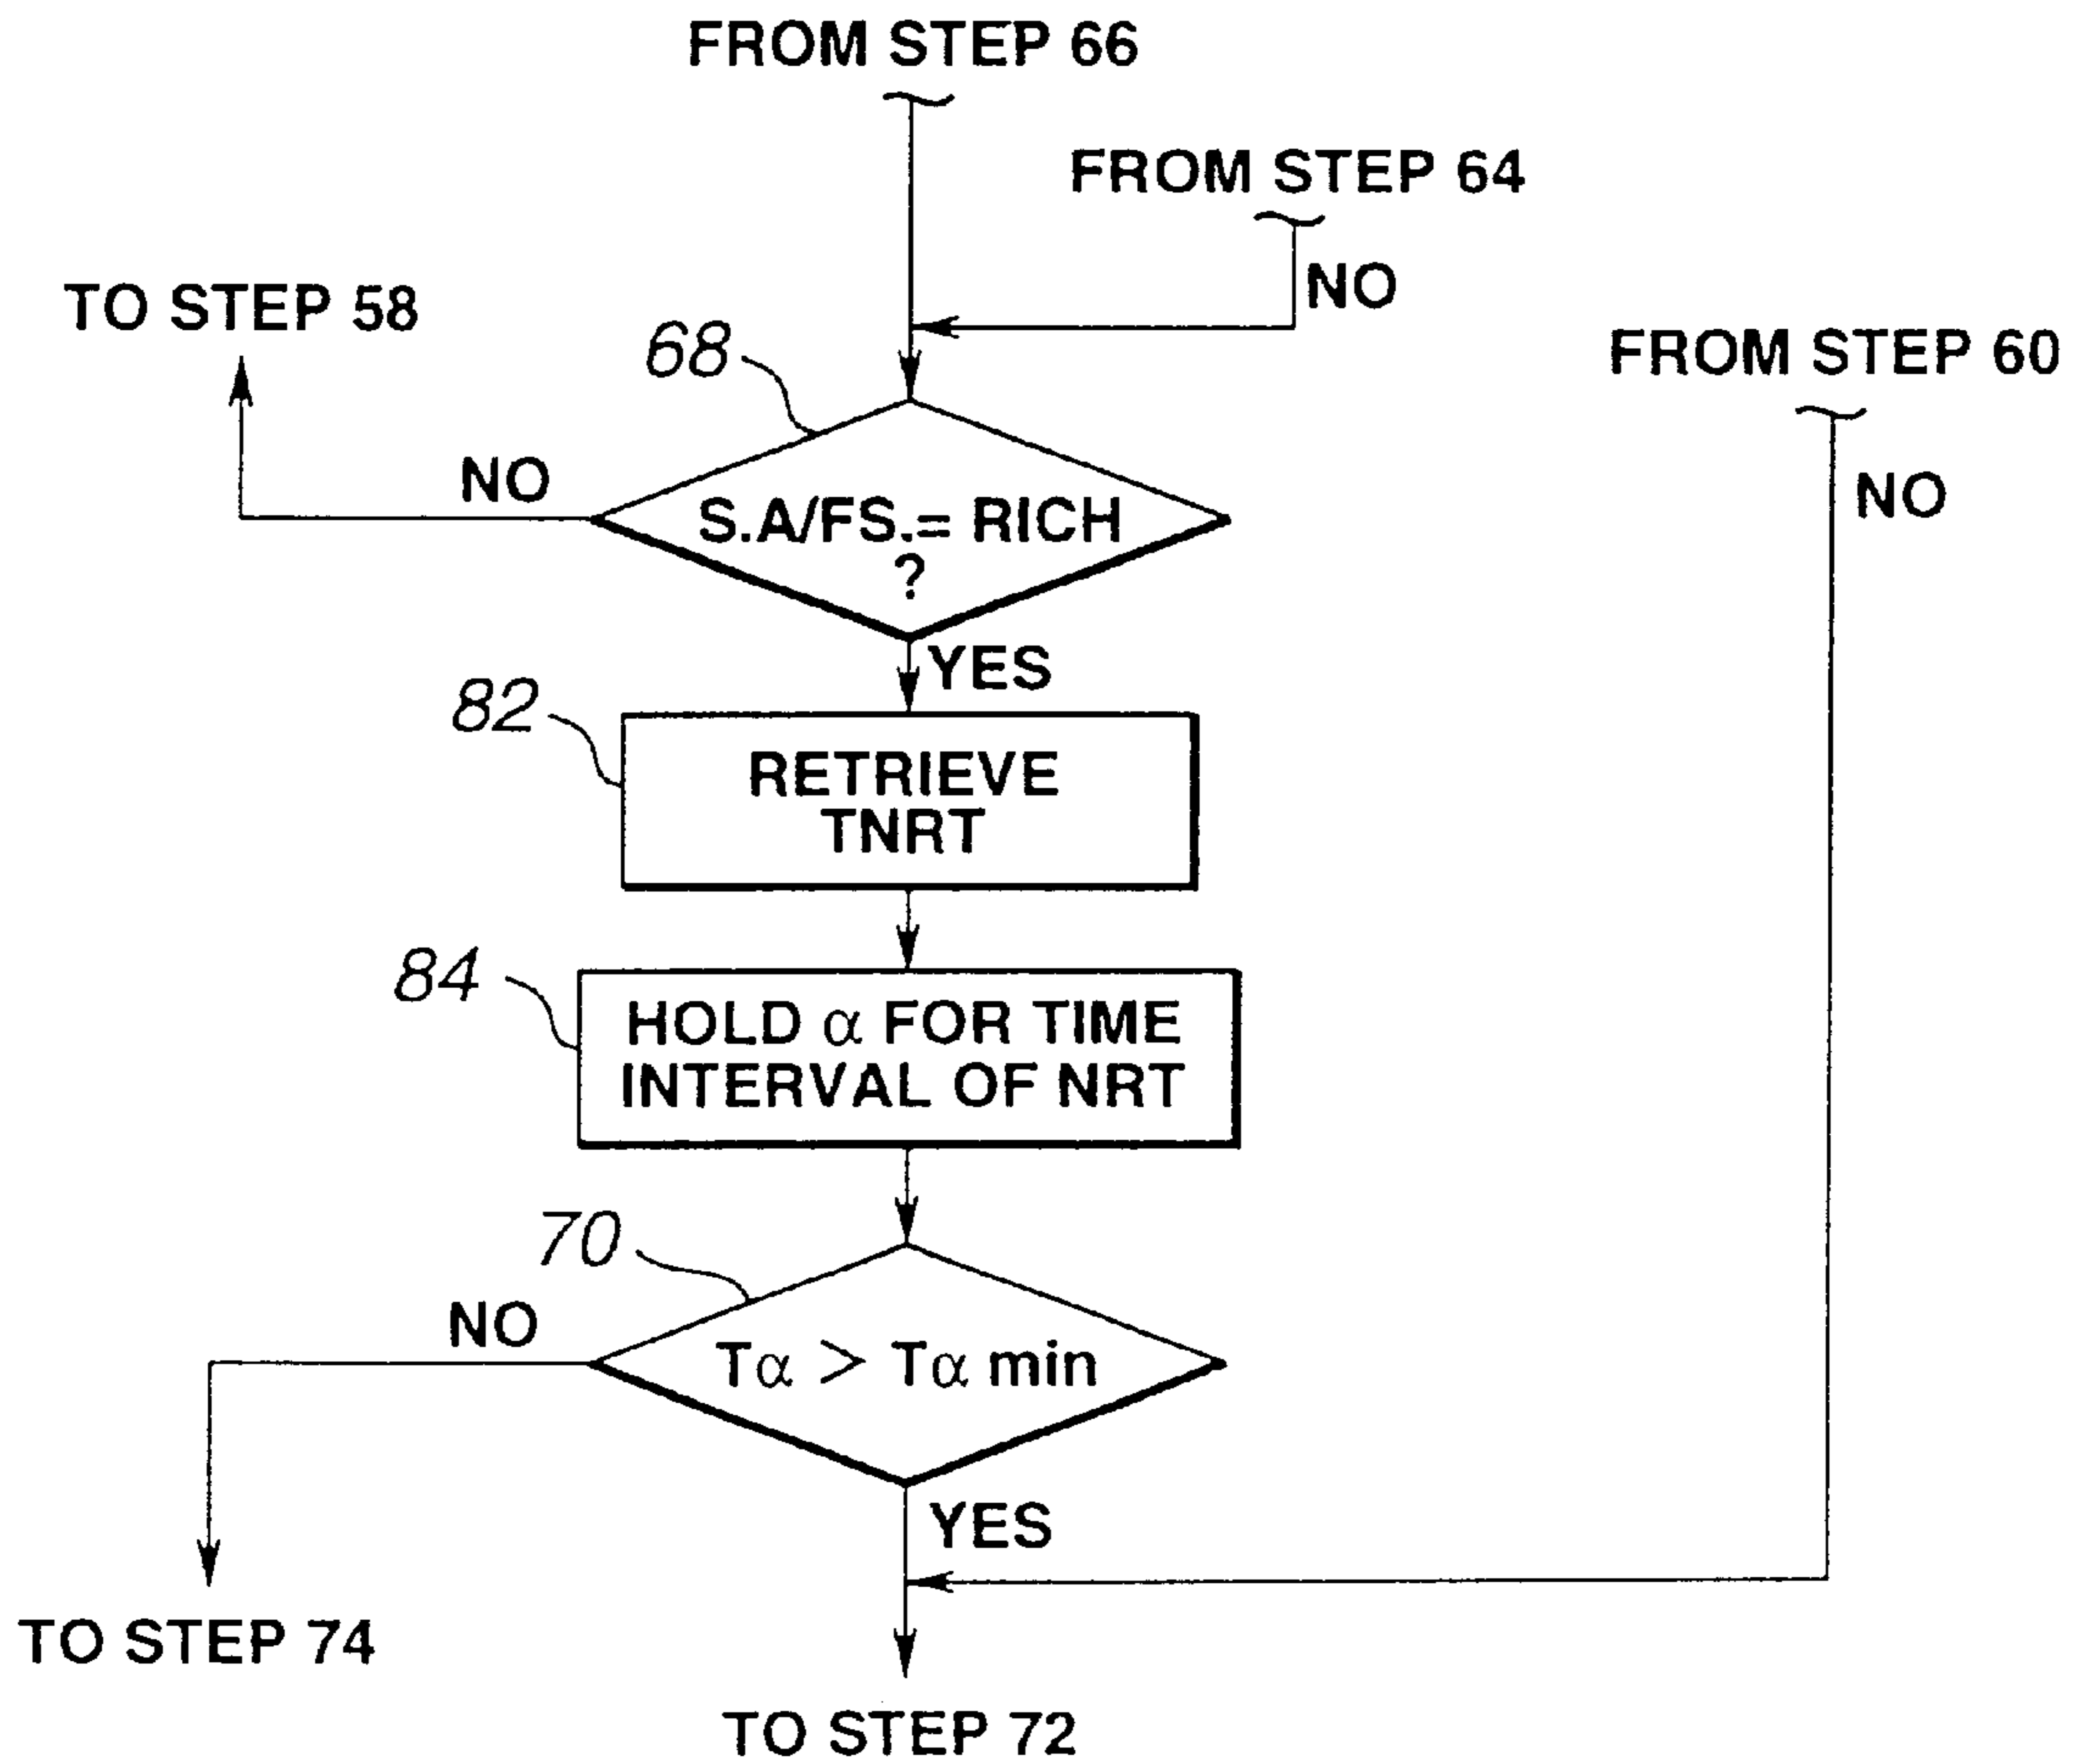 FROM STEP 66
FROM STEP 64
NO
TO STEP 58
FROM STEP 60
68
NO
NO
S.A/FS.= RICH
?
YES
82
RETRIEVE
TNRT
84
HOLD α FOR TIME
INTERVAL OF NRT
70
NO
Tα > Tα min
YES
TO STEP 74
TO STEP 72